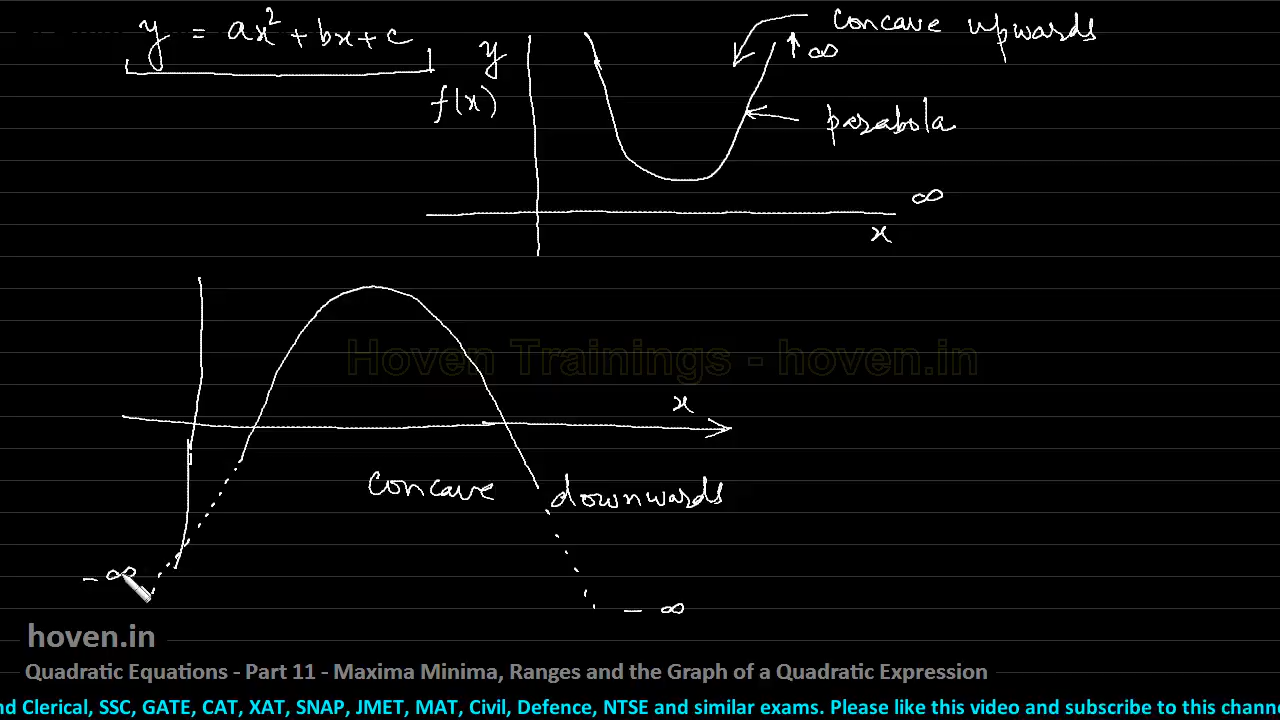 y = ax² + bx + c
concave upwards
y
↑ ∞
f(x)
parabola
∞
x
Hoven Trainings - hoven.in
x
concave downwards
- ∞
- ∞
hoven.in
Quadratic Equations - Part 11 - Maxima Minima, Ranges and the Graph of a Quadratic Expression
nd Clerical, SSC, GATE, CAT, XAT, SNAP, JMET, MAT, Civil, Defence, NTSE and similar exams. Please like this video and subscribe to this chann